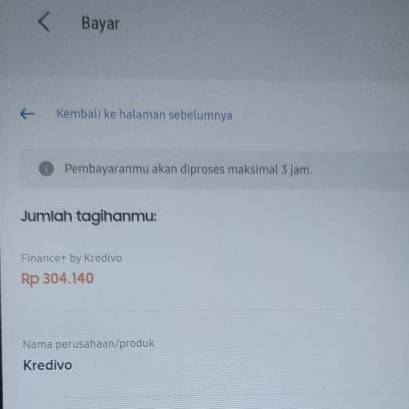 Bayar
Kembali ke halaman sebelumnya
Pembayaranmu akan diproses maksimal 3 jam.
Jumlah tagihanmu:
Finance+ by Kredivo
Rp 304.140
Nama perusahaan/produk
Kredivo